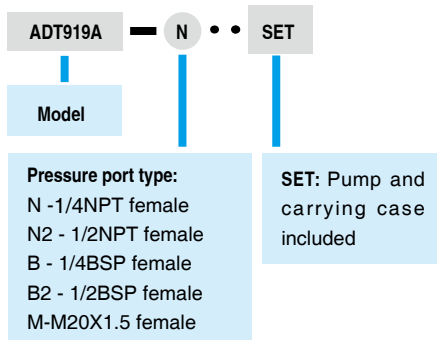 ADT919A — N • • SET
Model
Pressure port type:
N -1/4NPT female
N2 - 1/2NPT female
B - 1/4BSP female
B2 - 1/2BSP female
M-M20X1.5 female
SET: Pump and
carrying case
included